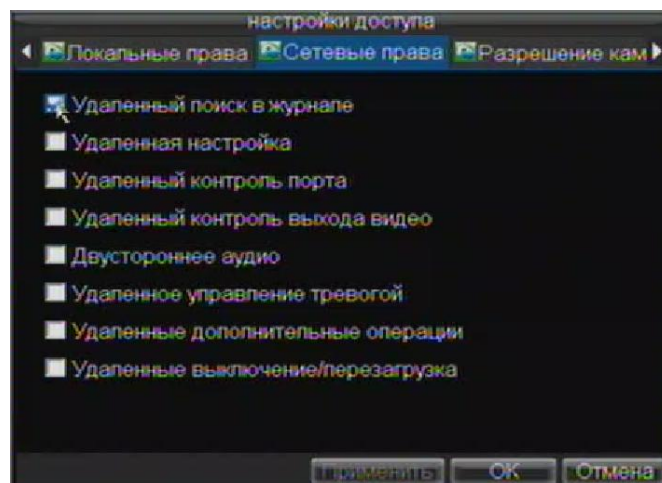 настройки доступа
Локальные права Сетевые права Разрешение кам
Удаленный поиск в журнале
Удаленная настройка
Удаленный контроль порта
Удаленный контроль выхода видео
Двустороннее аудио
Удаленное управление тревогой
Удаленные дополнительные операции
Удаленные выключение/перезагрузка
Применить OK Отмена